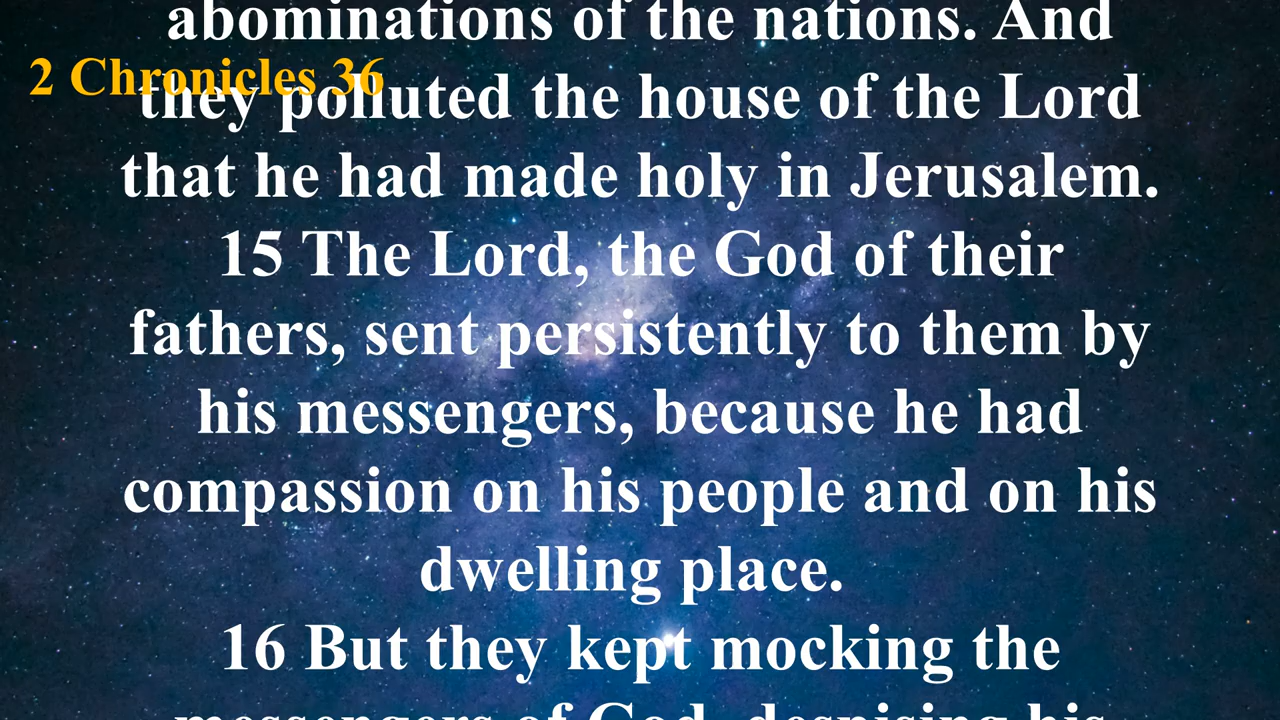 abominations of the nations. And
2 Chronicles 36
they polluted the house of the Lord
that he had made holy in Jerusalem.
15 The Lord, the God of their
fathers, sent persistently to them by
his messengers, because he had
compassion on his people and on his
dwelling place.
16 But they kept mocking the
messengers of God, despising his